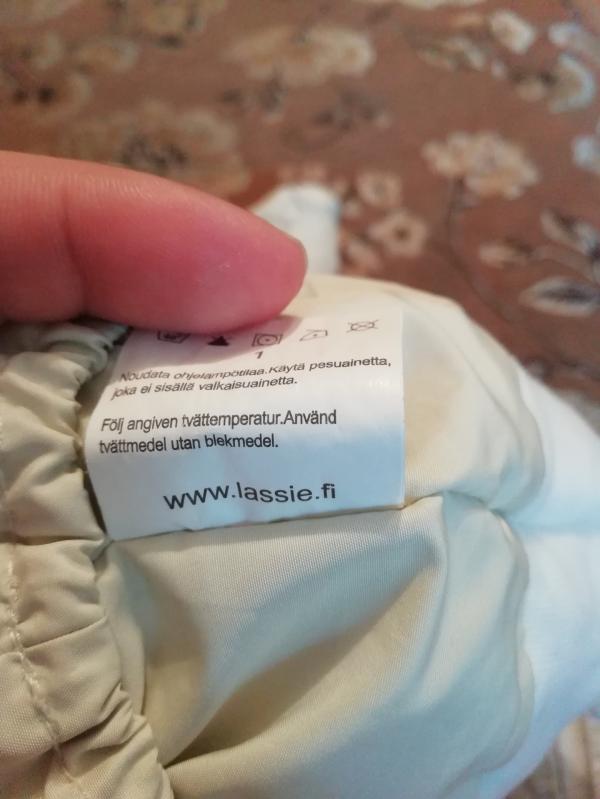 1
Noudata ohjelämpötilaa.Käytä pesuainetta,
joka ei sisällä valkaisuainetta.
Följ angiven tvättemperatur.Använd
tvättmedel utan blekmedel.
www.lassie.fi